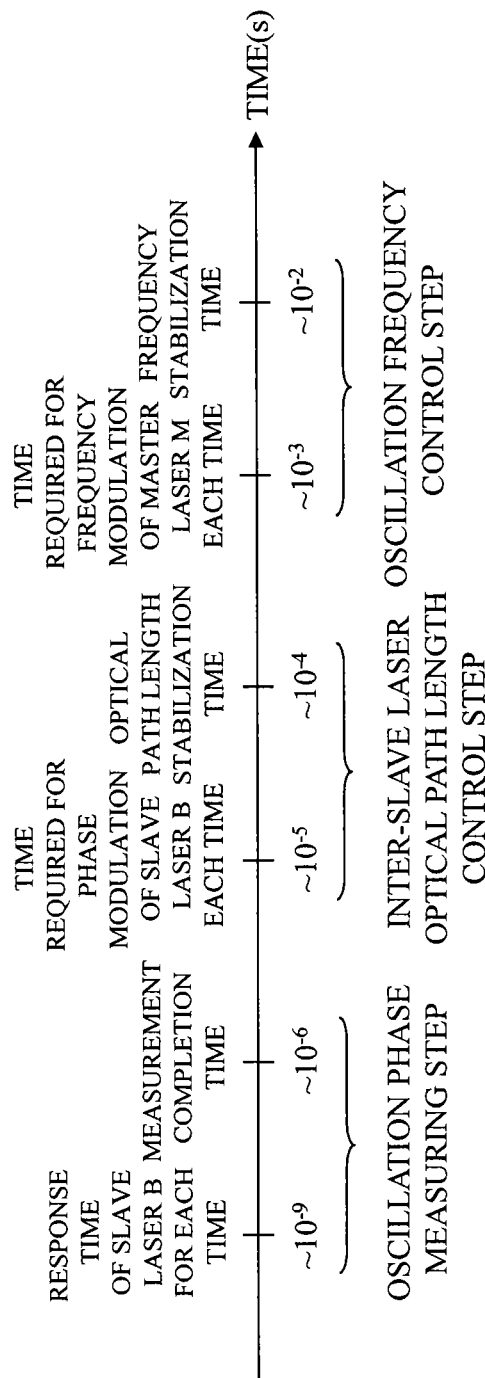 RESPONSE
TIME
OF SLAVE
LASER B
FOR EACH
TIME
MEASUREMENT
COMPLETION
TIME
TIME
REQUIRED FOR
PHASE
MODULATION
OF SLAVE
LASER B
EACH TIME
OPTICAL
PATH LENGTH
STABILIZATION
TIME
TIME
REQUIRED FOR
FREQUENCY
MODULATION
OF MASTER
LASER M
EACH TIME
FREQUENCY
STABILIZATION
TIME
TIME(s)
~10-9
~10-6
~10-5
~10-4
~10-3
~10-2
OSCILLATION PHASE
MEASURING STEP
INTER-SLAVE LASER
OPTICAL PATH LENGTH
CONTROL STEP
OSCILLATION FREQUENCY
CONTROL STEP